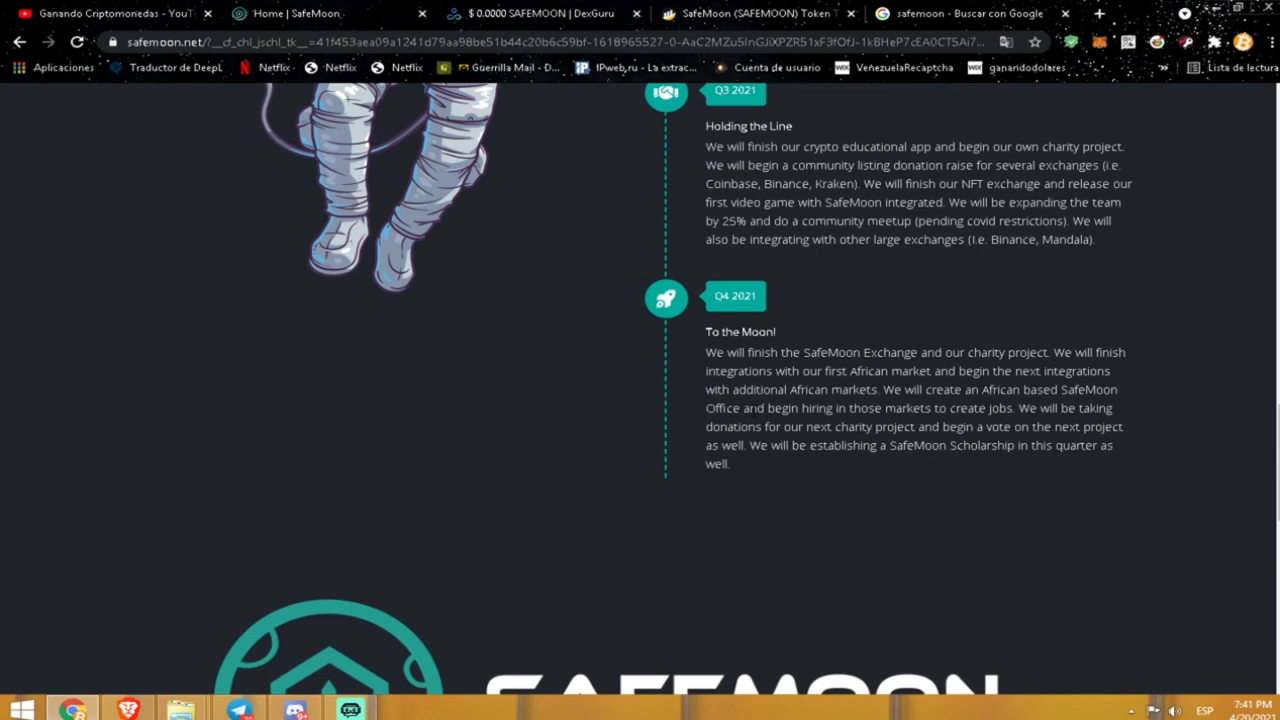 Ganando Criptomonedas - YouT
Home | SafeMoon
$ 0.0000 SAFEMOON | DexGuru
SafeMoon (SAFEMOON) Token T
safemoon - Buscar con Google
safemoon.net/?__cf_chl_jschl_tk__=41f453aea09a1241d79aa98be51b44c20b6c59bf-1618965527-0-AaC2MZu5InGJiXPZR51xF3fOfJ-1kBHeP7cEA0CT5Ai7...
Aplicaciones
Traductor de DeepL
Netflix
Netflix
Netflix
Guerrilla Mail - D...
IPweb.ru - La extrac...
Cuenta de usuario
VenezuelaRecaptcha
ganandodolares
Lista de lectura
Q3 2021
Holding the Line
We will finish our crypto educational app and begin our own charity project.
We will begin a community listing donation raise for several exchanges (i.e.
Coinbase, Binance, Kraken). We will finish our NFT exchange and release our
first video game with SafeMoon integrated. We will be expanding the team
by 25% and do a community meetup (pending covid restrictions). We will
also be integrating with other large exchanges (I.e. Binance, Mandala).
Q4 2021
To the Moon!
We will finish the SafeMoon Exchange and our charity project. We will finish
integrations with our first African market and begin the next integrations
with additional African markets. We will create an African based SafeMoon
Office and begin hiring in those markets to create jobs. We will be taking
donations for our next charity project and begin a vote on the next project
as well. We will be establishing a SafeMoon Scholarship in this quarter as
well.
SAFEMOON
ESP
7:41 PM
4/20/2021